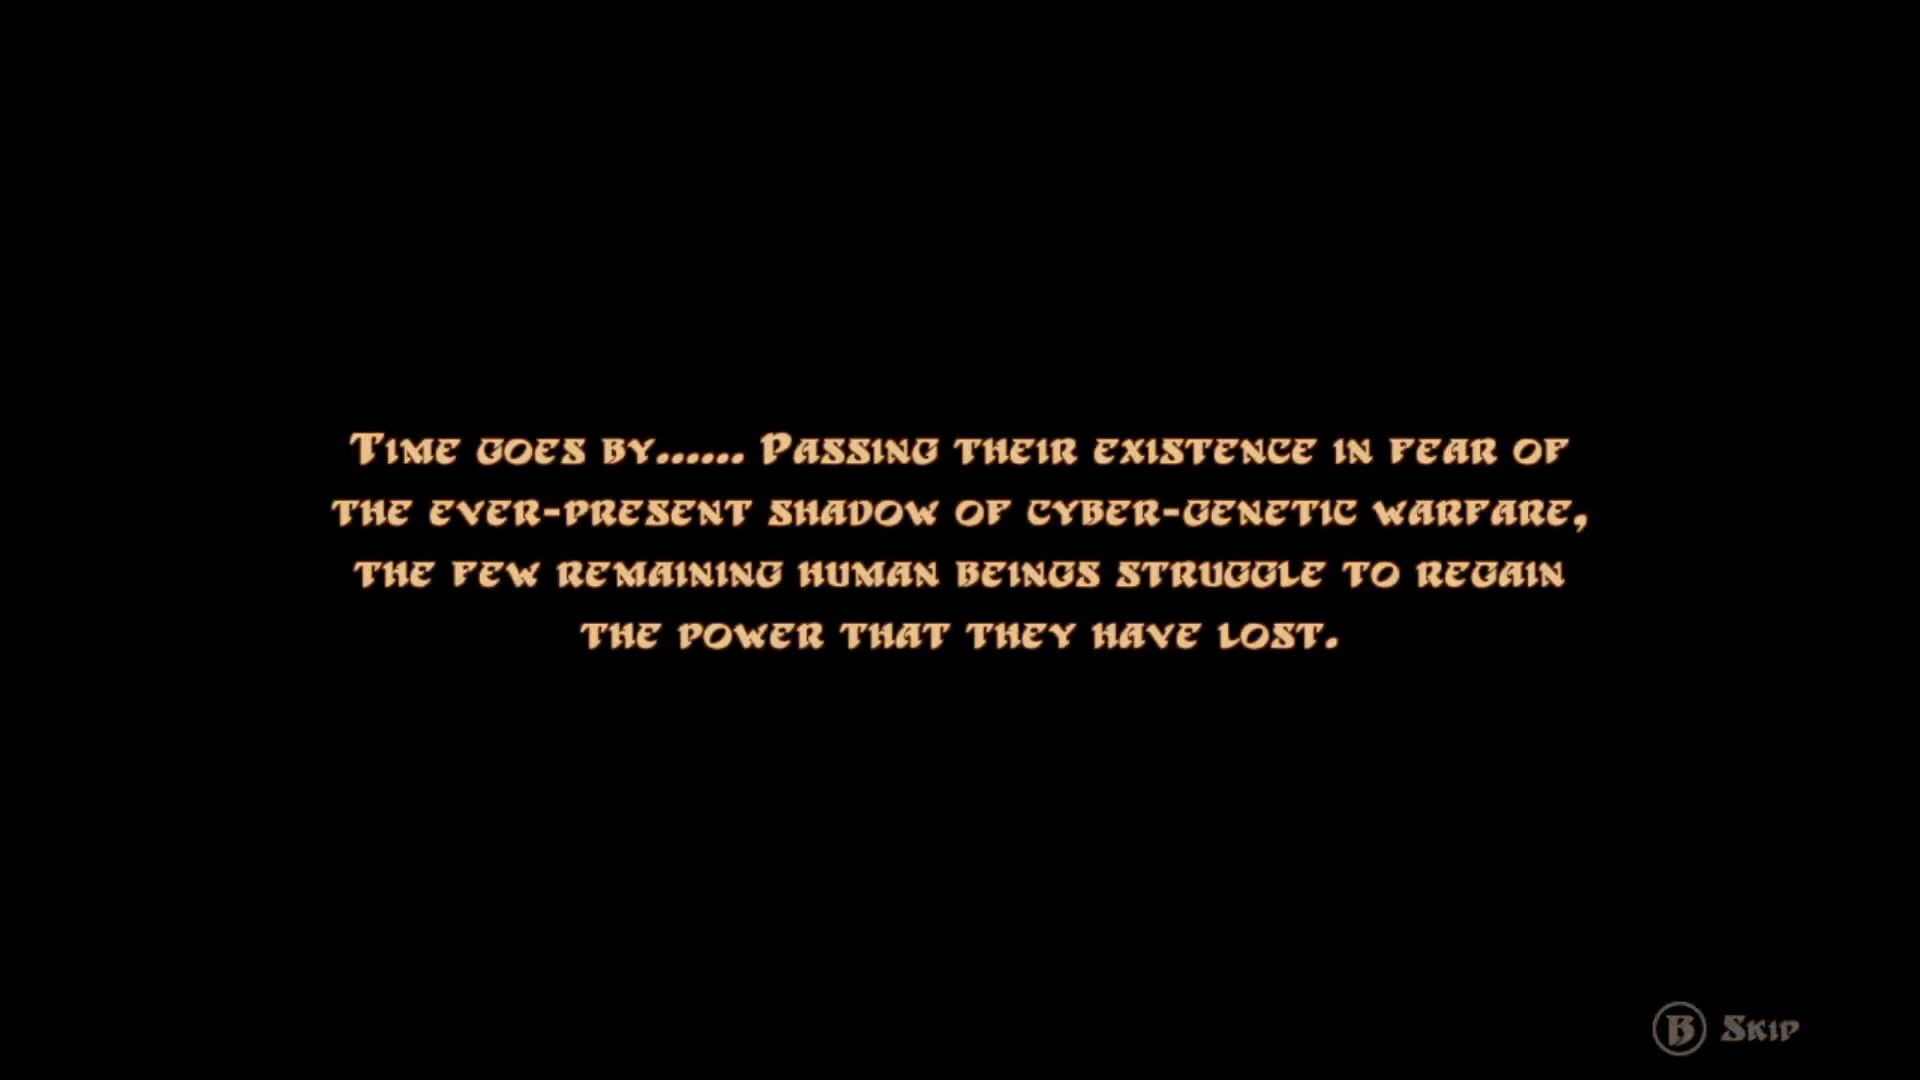 Time goes by...... Passing their existence in fear of
the ever-present shadow of cyber-genetic warfare,
the few remaining human beings struggle to regain
the power that they have lost.
B Skip